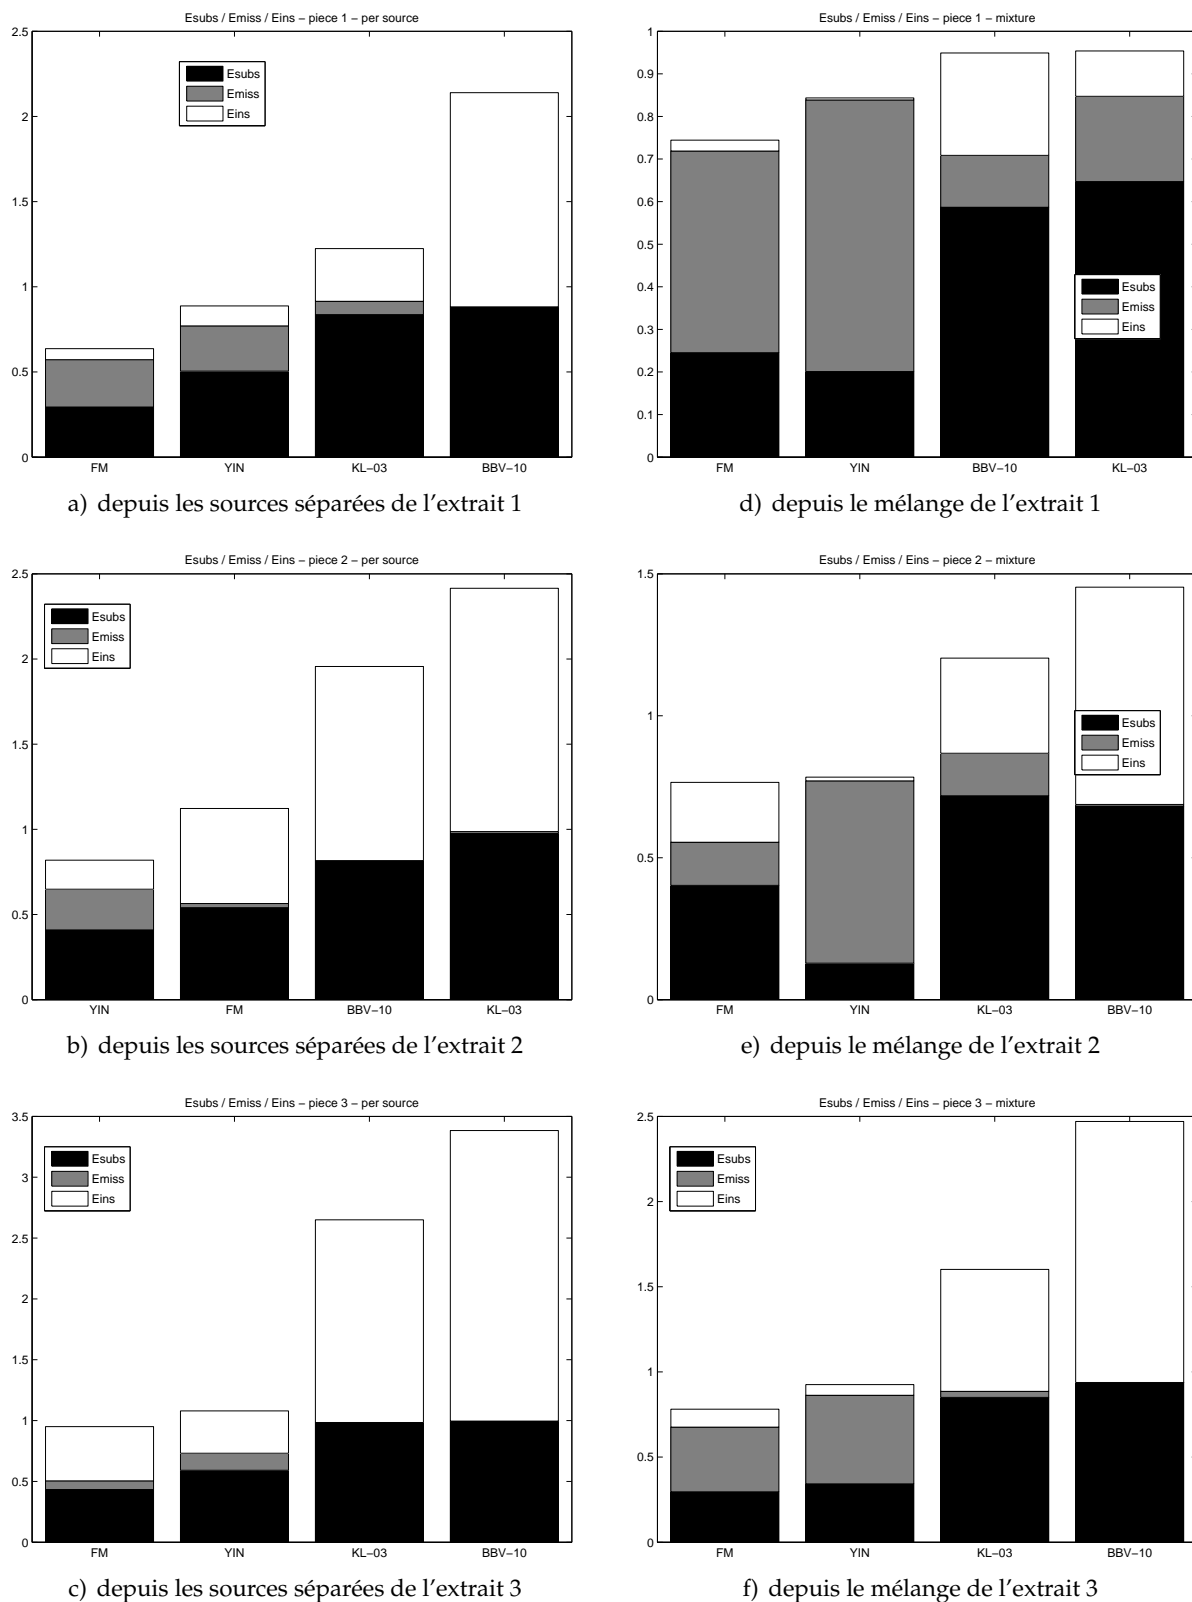 Esubs / Emiss / Eins − piece 1 − per source
2.5
2
1.5
1
0.5
0
Esubs
Emiss
Eins
FM YIN KL−03 BBV−10
a) depuis les sources séparées de l’extrait 1
Esubs / Emiss / Eins − piece 1 − mixture
1
0.9
0.8
0.7
0.6
0.5
0.4
0.3
0.2
0.1
0
Esubs
Emiss
Eins
FM YIN BBV−10 KL−03
d) depuis le mélange de l’extrait 1
Esubs / Emiss / Eins − piece 2 − per source
2.5
2
1.5
1
0.5
0
Esubs
Emiss
Eins
YIN FM BBV−10 KL−03
b) depuis les sources séparées de l’extrait 2
Esubs / Emiss / Eins − piece 2 − mixture
1.5
1
0.5
0
Esubs
Emiss
Eins
FM YIN KL−03 BBV−10
e) depuis le mélange de l’extrait 2
Esubs / Emiss / Eins − piece 3 − per source
3.5
3
2.5
2
1.5
1
0.5
0
Esubs
Emiss
Eins
FM YIN KL−03 BBV−10
c) depuis les sources séparées de l’extrait 3
Esubs / Emiss / Eins − piece 3 − mixture
2.5
2
1.5
1
0.5
0
Esubs
Emiss
Eins
FM YIN KL−03 BBV−10
f) depuis le mélange de l’extrait 3